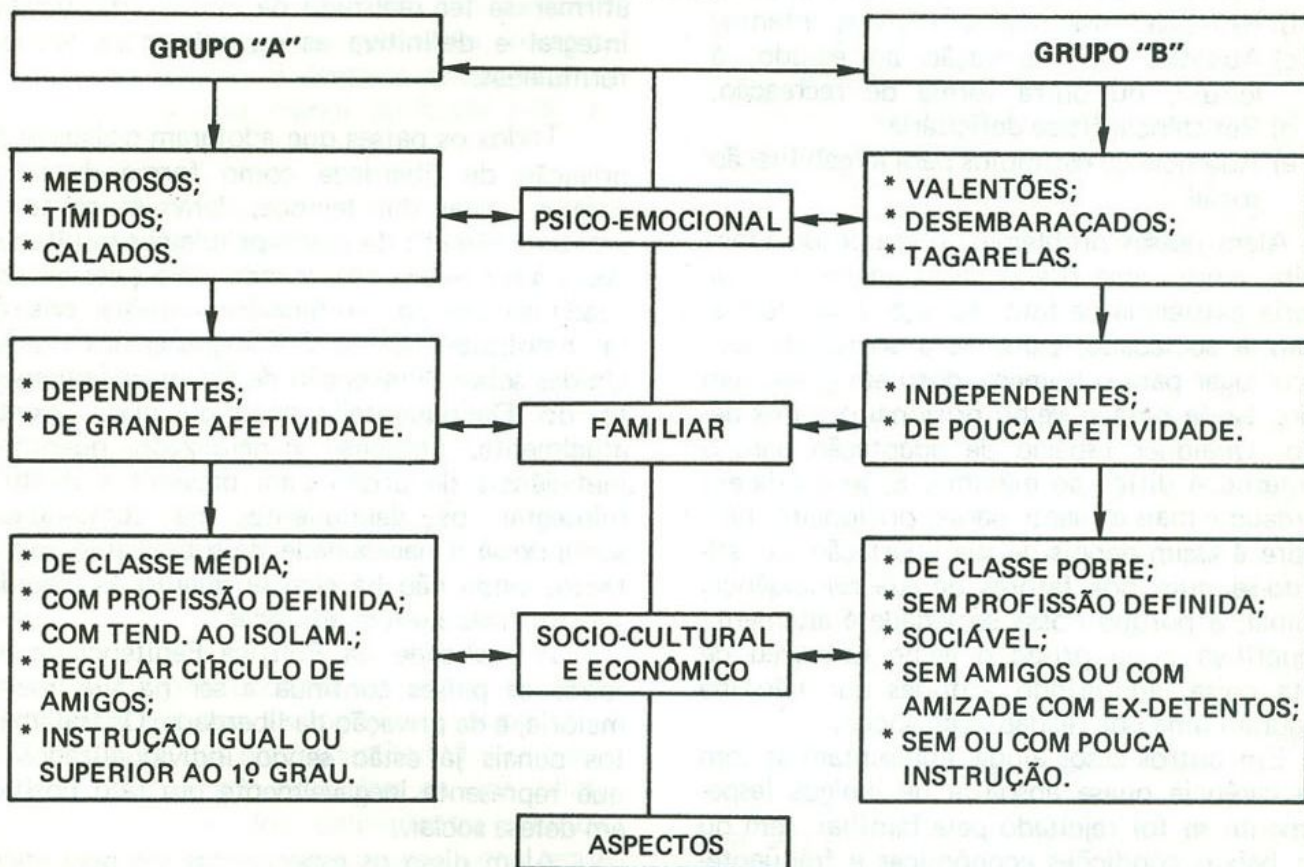 GRUPO "A"
GRUPO "B"
* MEDROSOS;
* TÍMIDOS;
* CALADOS.
PSICO-EMOCIONAL
* VALENTÕES;
* DESEMBARAÇADOS;
* TAGARELAS.
* DEPENDENTES;
* DE GRANDE AFETIVIDADE.
FAMILIAR
* INDEPENDENTES;
* DE POUCA AFETIVIDADE.
* DE CLASSE MÉDIA;
* COM PROFISSÃO DEFINIDA;
* COM TEND. AO ISOLAM.;
* REGULAR CÍRCULO DE
AMIGOS;
* INSTRUÇÃO IGUAL OU
SUPERIOR AO 1º GRAU.
SOCIO-CULTURAL
E ECONÔMICO
* DE CLASSE POBRE;
* SEM PROFISSÃO DEFINIDA;
* SOCIÁVEL;
* SEM AMIGOS OU COM
AMIZADE COM EX-DETENTOS;
* SEM OU COM POUCA
INSTRUÇÃO.
ASPECTOS